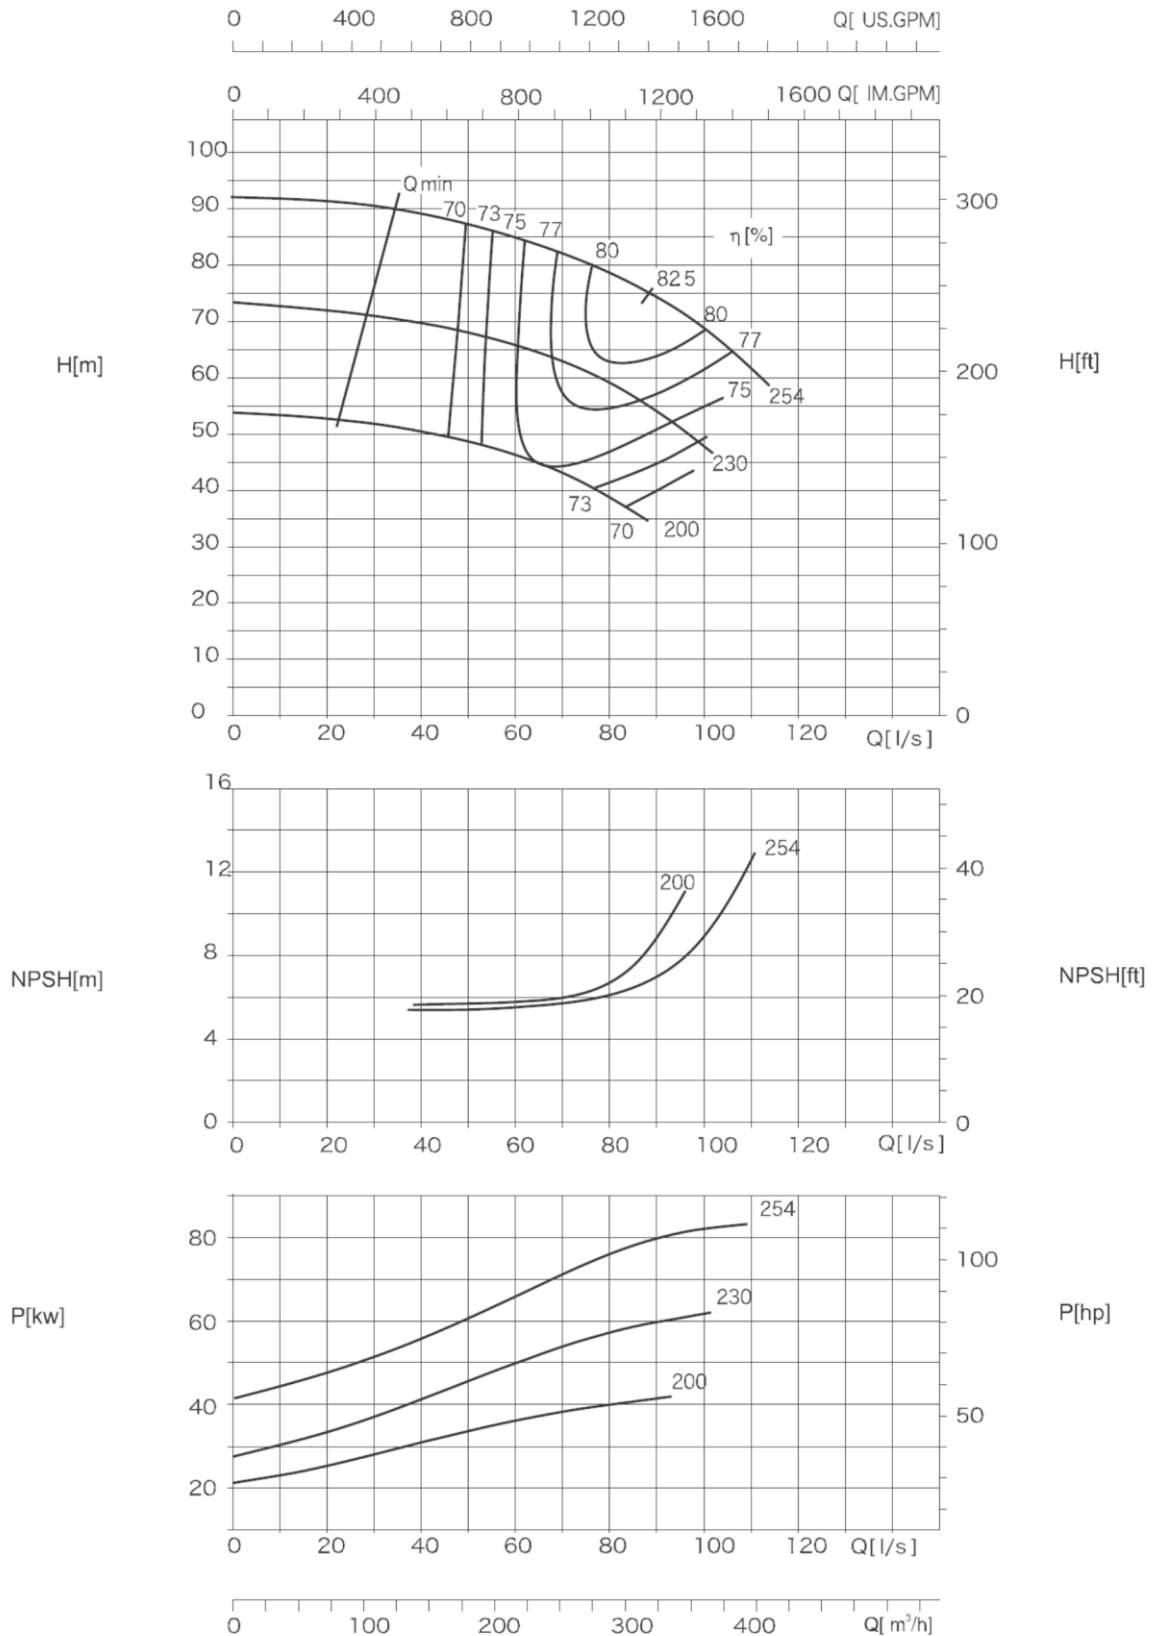 0 400 800 1200 1600 Q[ US.GPM]
0 400 800 1200 1600 Q[ IM.GPM]
100
90
80
70
60
50
40
30
20
10
0
H[m]
Qmin
70 73 75 77 80
η[%]
82 5
80
77
75
254
230
73
70 200
300
200
100
0
H[ft]
0 20 40 60 80 100 120 Q[l/s]
16
12
8
4
0
NPSH[m]
200
254
40
20
0
NPSH[ft]
0 20 40 60 80 100 120 Q[l/s]
80
60
40
20
P[kw]
254
230
200
100
50
P[hp]
0 20 40 60 80 100 120 Q[l/s]
0 100 200 300 400 Q[ m³/h]